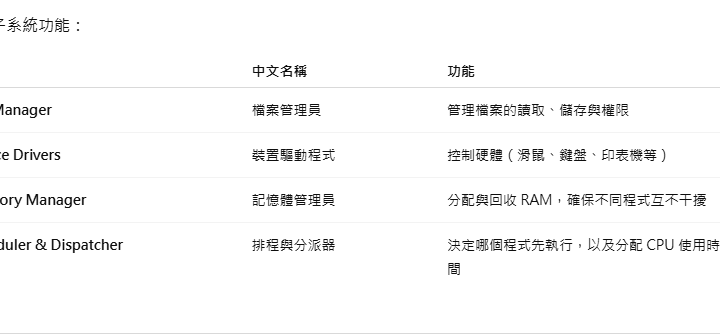 子系統功能：
中文名稱 功能
Manager 檔案管理員 管理檔案的讀取、儲存與權限
ce Drivers 裝置驅動程式 控制硬體（滑鼠、鍵盤、印表機等）
ory Manager 記憶體管理員 分配與回收 RAM，確保不同程式互不干擾
duler & Dispatcher 排程與分派器 決定哪個程式先執行，以及分配 CPU 使用時
間